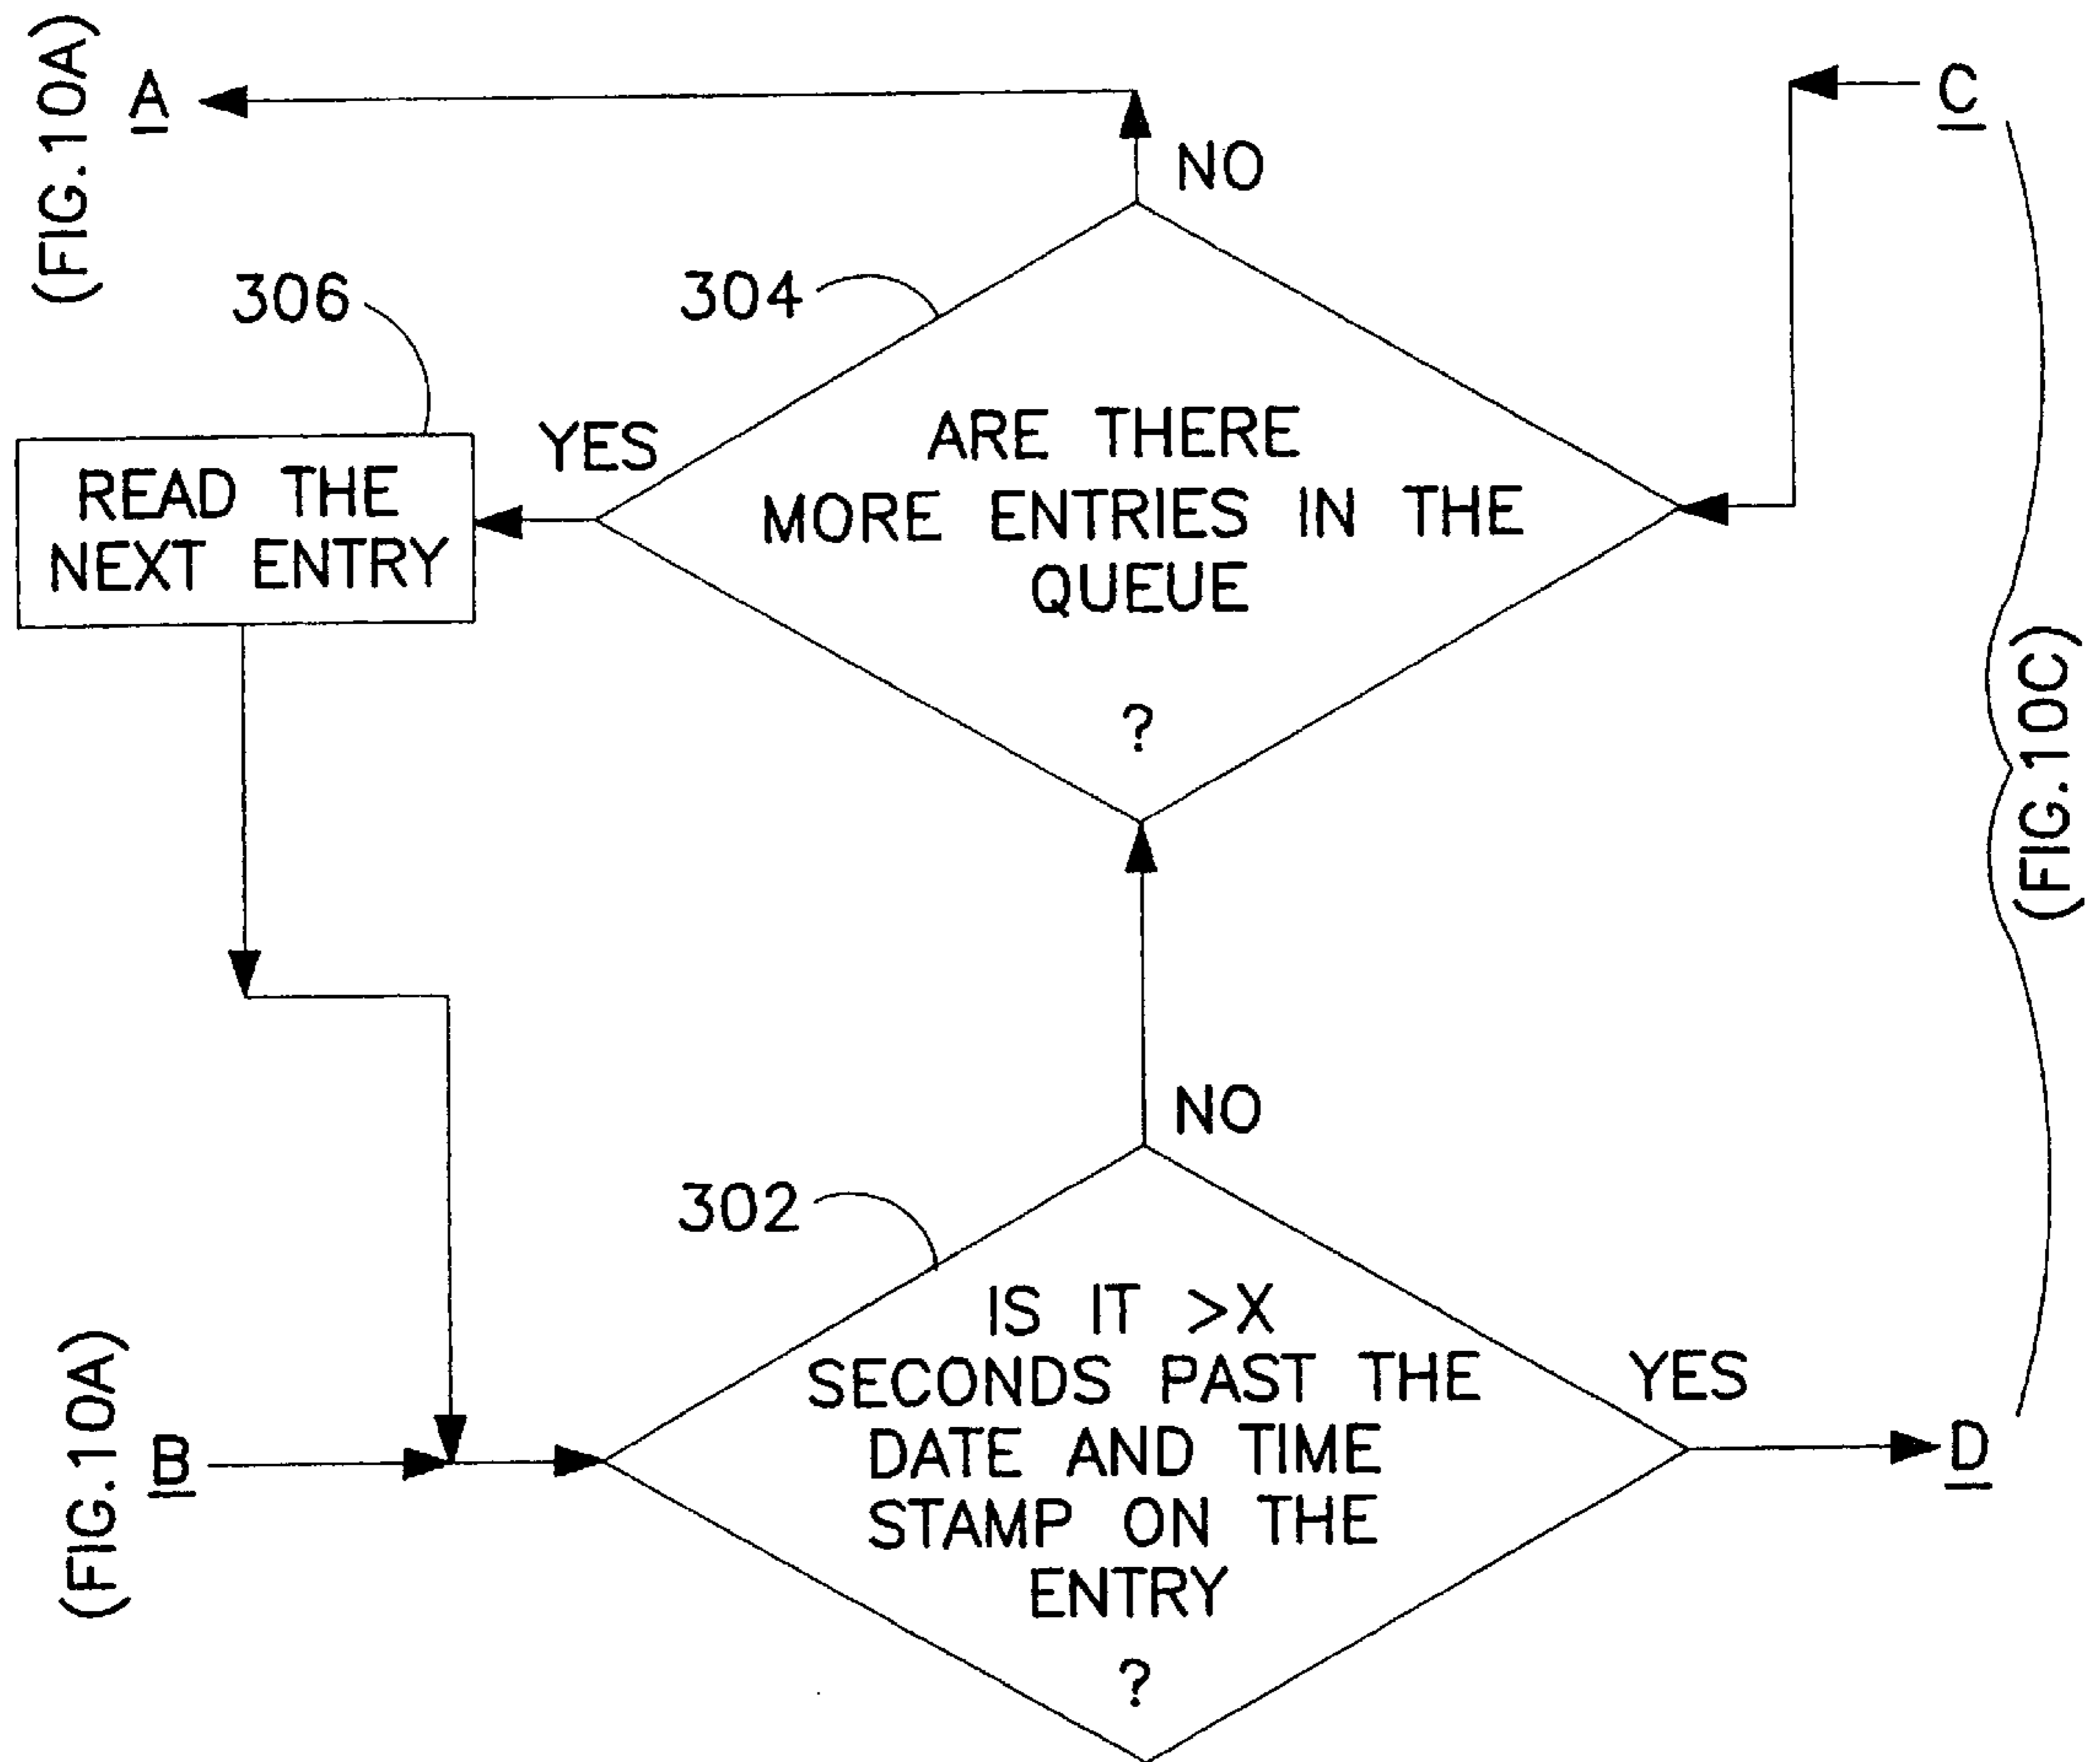 (FIG.10A)
A
C
NO
306
304
YES
READ THE
NEXT ENTRY
ARE THERE
MORE ENTRIES IN THE
QUEUE
?
(FIG.10C)
NO
302
IS IT >X
SECONDS PAST THE
DATE AND TIME
STAMP ON THE
ENTRY
?
YES
(FIG.10A)
B
D